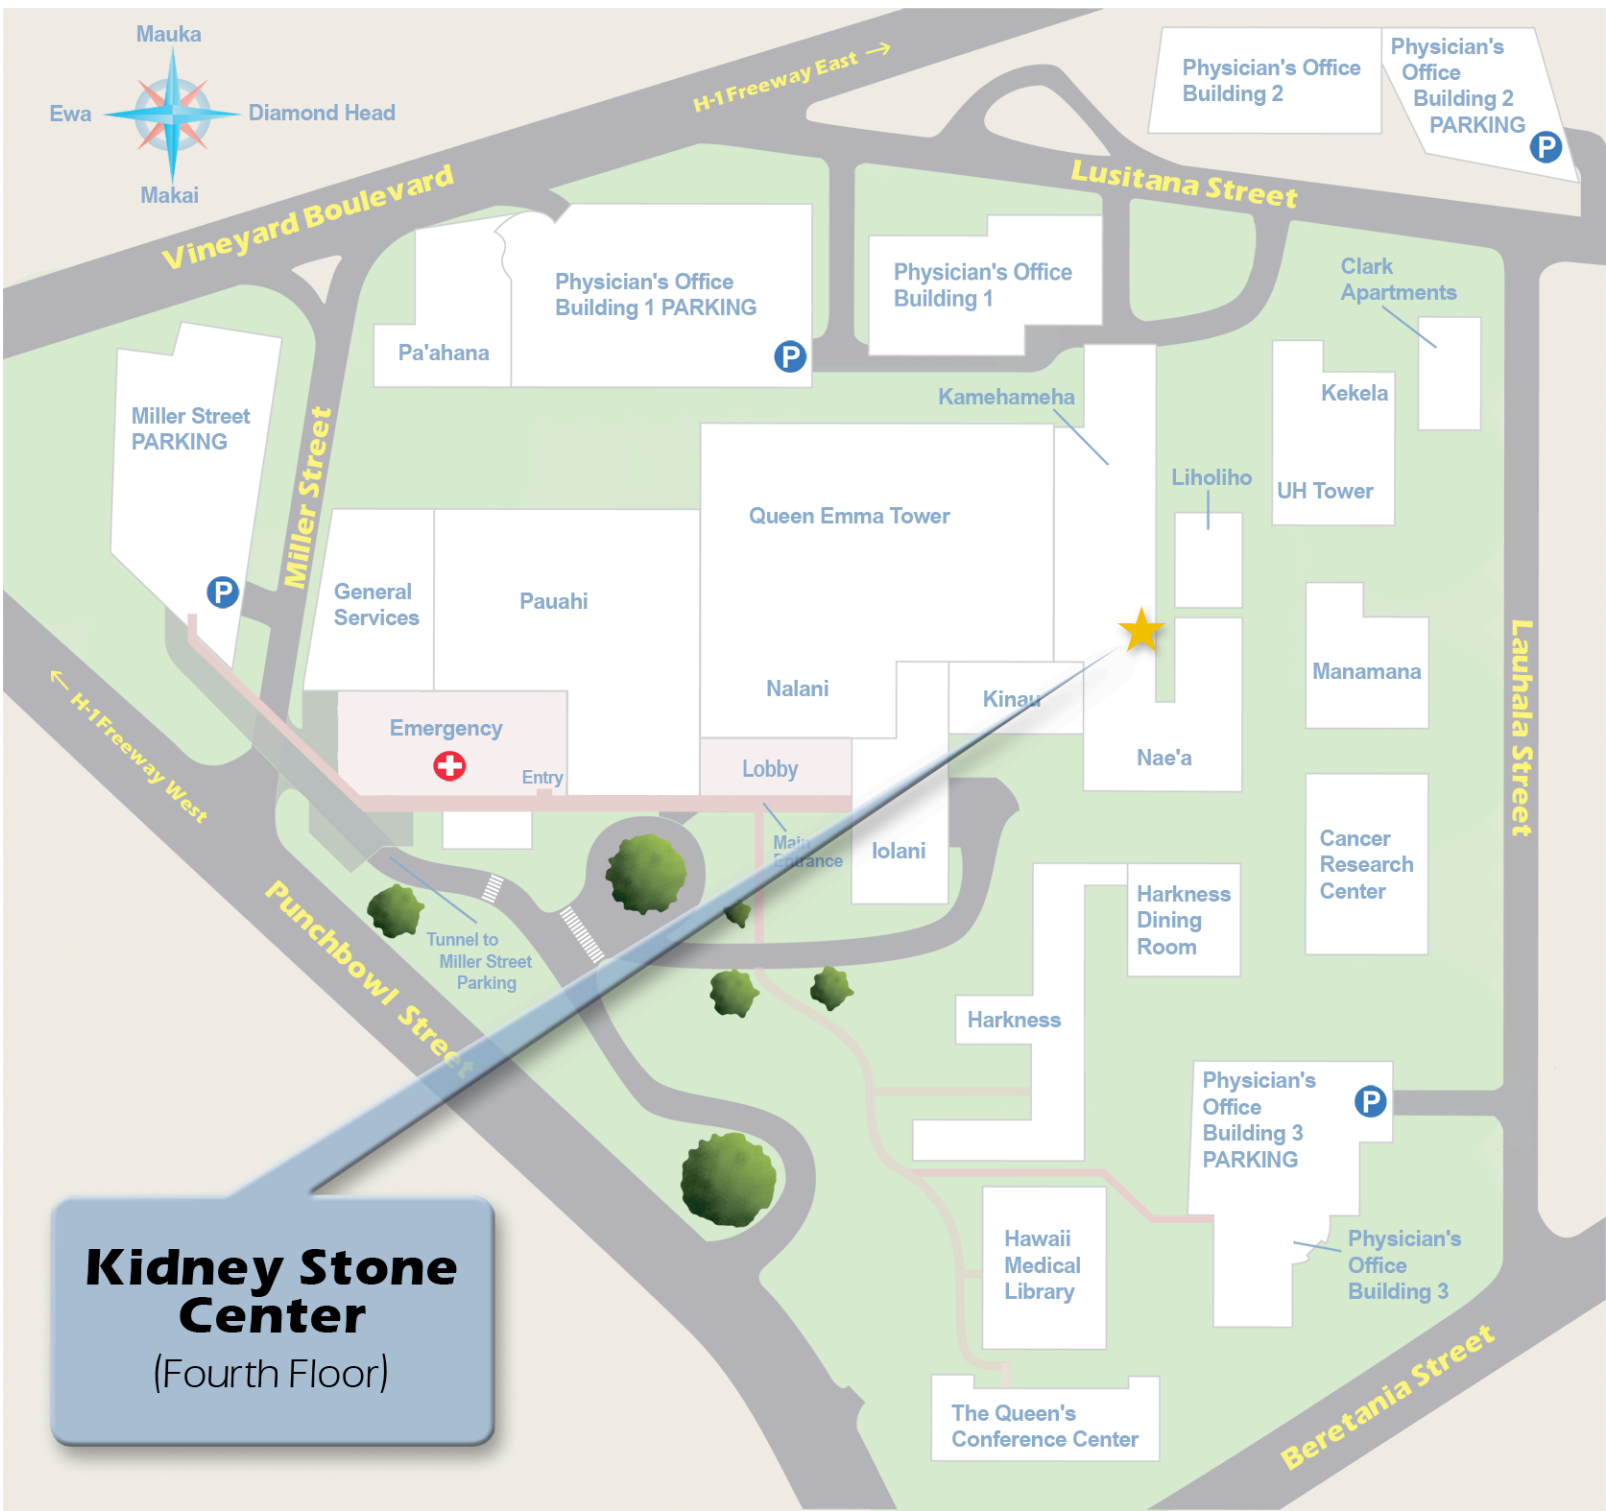 Mauka
Ewa
Diamond Head
Makai
H-1 Freeway East →
Vineyard Boulevard
Lusitana Street
Physician's Office
Building 2
Physician's
Office
Building 2
PARKING
P
Physician's Office
Building 1 PARKING
P
Pa'ahana
Physician's Office
Building 1
Clark
Apartments
Kamehameha
Kekela
UH Tower
Liholiho
Miller Street
PARKING
P
Miller Street
General
Services
Pauahi
Queen Emma Tower
Nalani
Kinau
Nae'a
Manamana
Lauhala Street
← H-1 Freeway West
Emergency
Entry
Lobby
Main
Entrance
Iolani
Cancer
Research
Center
Harkness
Dining
Room
Harkness
Tunnel to
Miller Street
Parking
Punchbowl Street
Physician's
Office
Building 3
PARKING
P
Physician's
Office
Building 3
Hawaii
Medical
Library
The Queen's
Conference Center
Beretania Street
Kidney Stone
Center
(Fourth Floor)